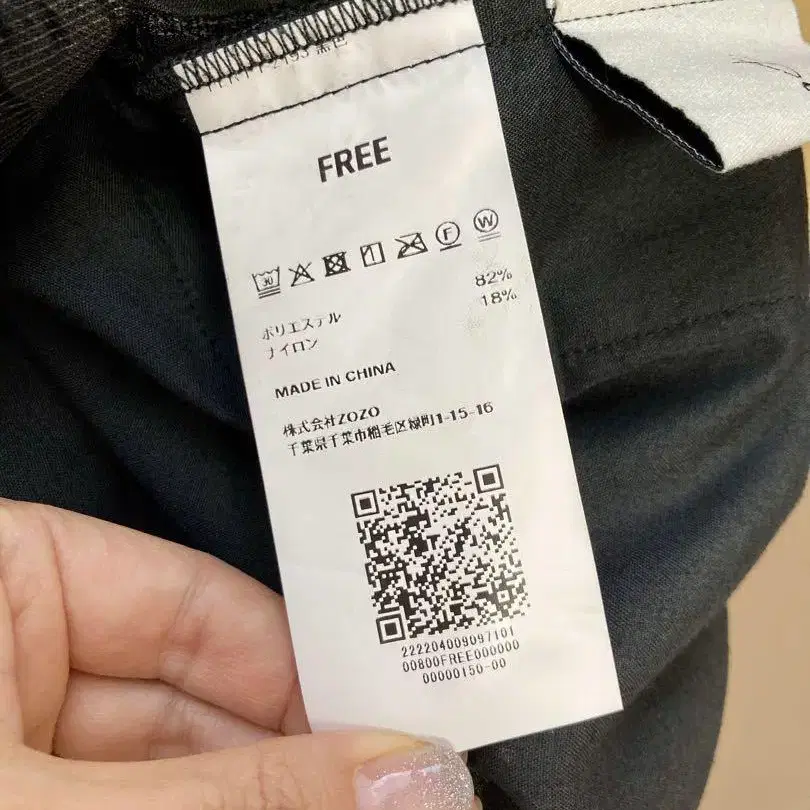 FREE
30 F W
ポリエステル 82%
ナイロン 18%
MADE IN CHINA
株式会社ZOZO
千葉県千葉市稲毛区緑町1-15-16
222204009097101
00800FREE000000
00000150-00